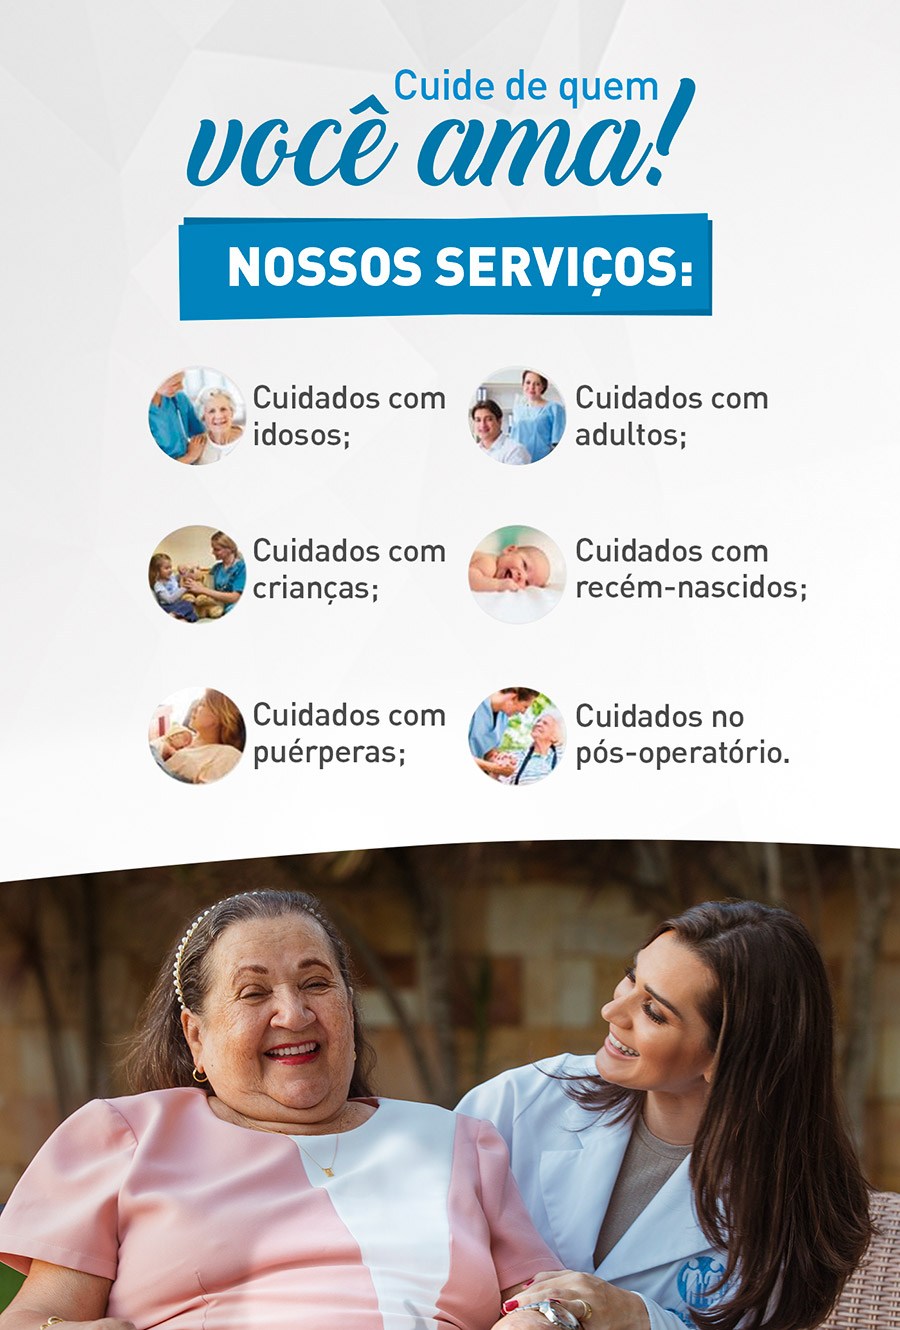 Cuide de quem
você ama!
NOSSOS SERVIÇOS:
Cuidados com
idosos;
Cuidados com
adultos;
Cuidados com
crianças;
Cuidados com
recém-nascidos;
Cuidados com
puérperas;
Cuidados no
pós-operatório.